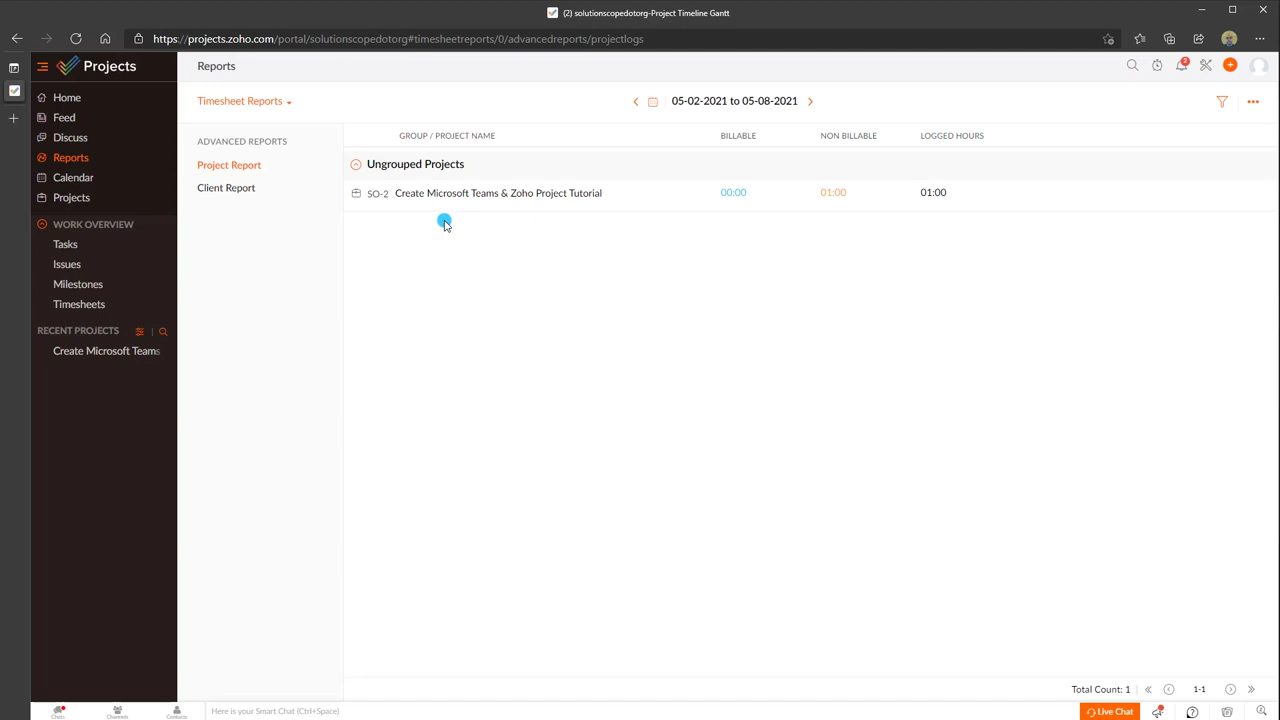 (2) solutionscopedotorg-Project Timeline Gantt
https://projects.zoho.com/portal/solutionscopedotorg#timesheetreports/0/advancedreports/projectlogs
Projects
Reports
2
Home
Feed
Discuss
Reports
Calendar
Projects
WORK OVERVIEW
Tasks
Issues
Milestones
Timesheets
RECENT PROJECTS
Create Microsoft Teams
Timesheet Reports
05-02-2021 to 05-08-2021
ADVANCED REPORTS
Project Report
Client Report
GROUP / PROJECT NAME BILLABLE NON BILLABLE LOGGED HOURS
Ungrouped Projects
SO-2 Create Microsoft Teams & Zoho Project Tutorial 00:00 01:00 01:00
Total Count: 1 1-1
Chats Channels Contacts
Here is your Smart Chat (Ctrl+Space)
Live Chat